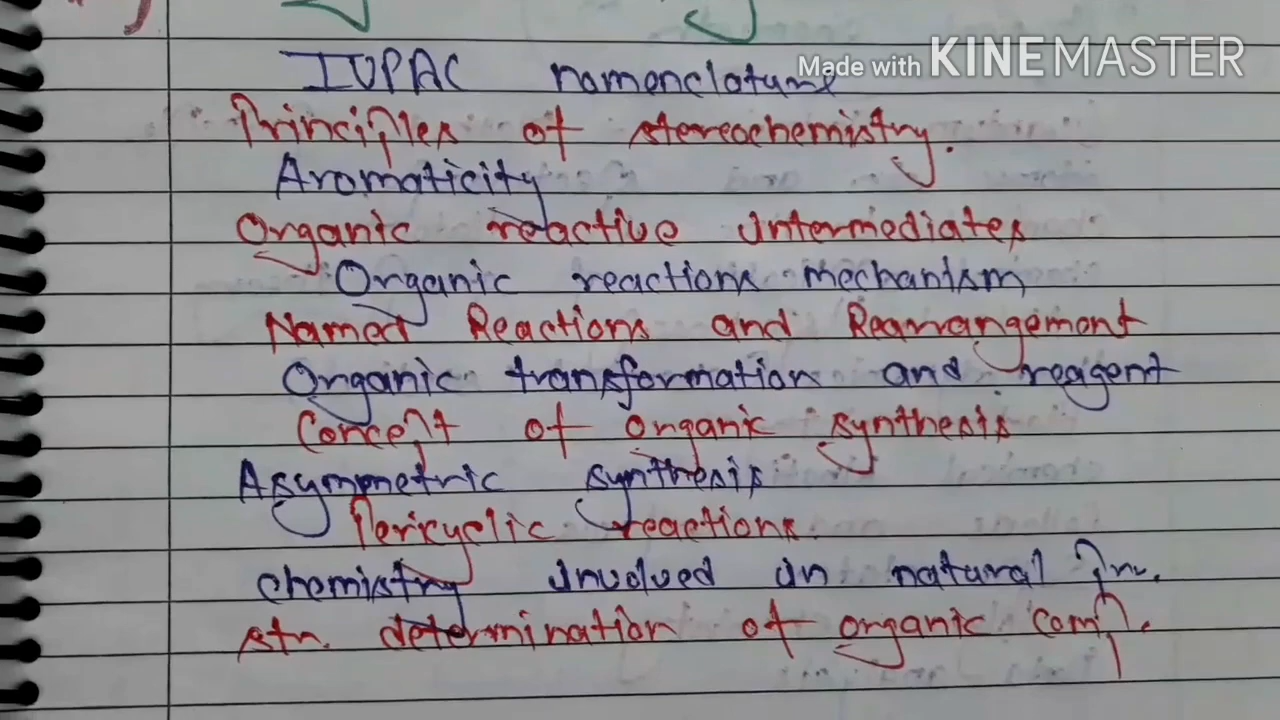 Made with KINEMASTER
IUPAC nomenclature
Principles of stereochemistry.
Aromaticity
Organic reactive intermediates
Organic reactions mechanism
Named Reactions and Rearrangement
Organic transformation and reagent
Concept of organic synthesis
Asymmetric synthesis
Pericyclic reactions.
chemistry involved in natural
str. determination of organic comp.